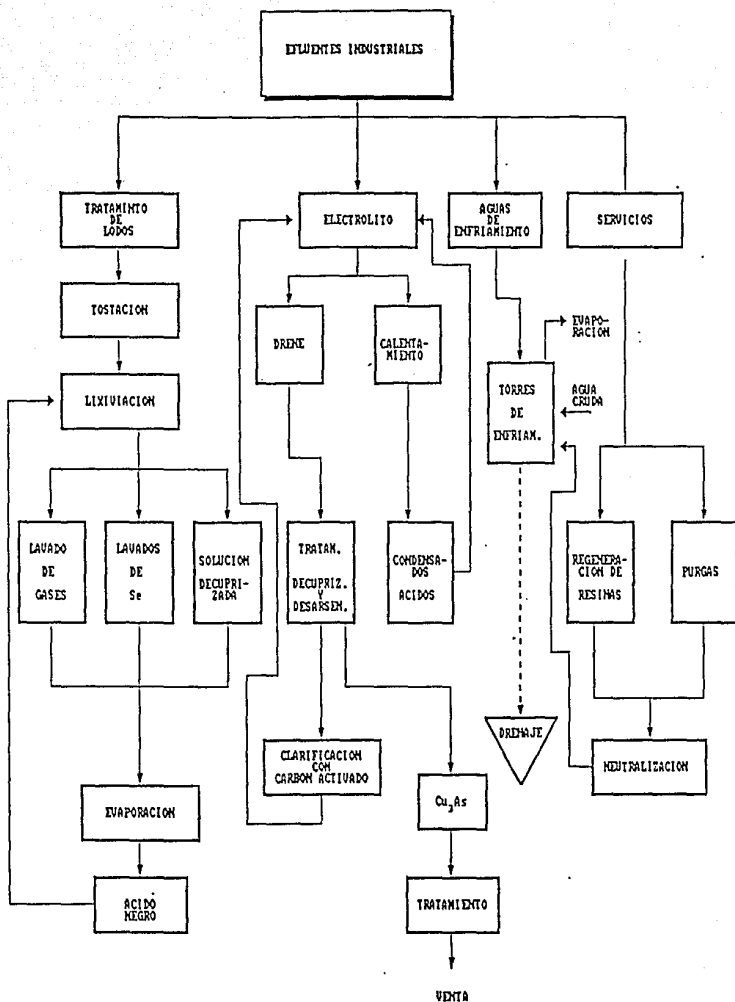 EFLUENTES INDUSTRIALES
TRATAMINTO
DE
LODOS
ELECTROLITO
AGUAS
DE
ENFRIAMIENTO
SERVICIOS
TOSTACION
DRENE
CALENTA-
MIENTO
EVAPO-
RACION
TORRES
DE
ENFRIAM.
AGUA
CRUDA
LIXIVIACION
LAVADO
DE
GASES
LAVADOS
DE
Se
SOLUCION
DECUPRI-
ZADA
TRATAM.
DECUPRIZ.
Y
DESARSEN.
CONDENSA-
DOS
ACIDOS
REGENERA-
CION DE
RESINAS
PURGAS
CLARIFICACION
CON
CARBON ACTIVADO
DRENAJE
NEUTRALIZACION
EVAPORACION
Cu₃As
ACIDO
NEGRO
TRATAMIENTO
VENTA